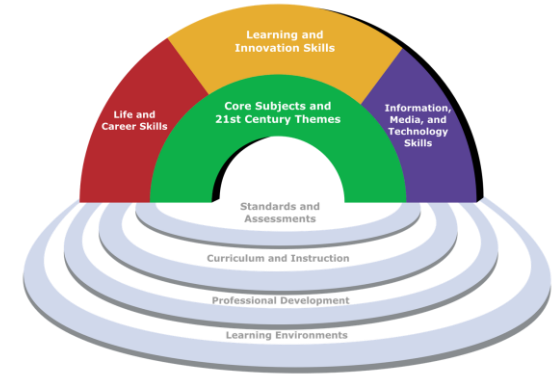 Learning and
Innovation Skills
Core Subjects and
21st Century Themes
Life and
Career Skills
Information,
Media, and
Technology
Skills
Standards and
Assessments
Curriculum and Instruction
Professional Development
Learning Environments